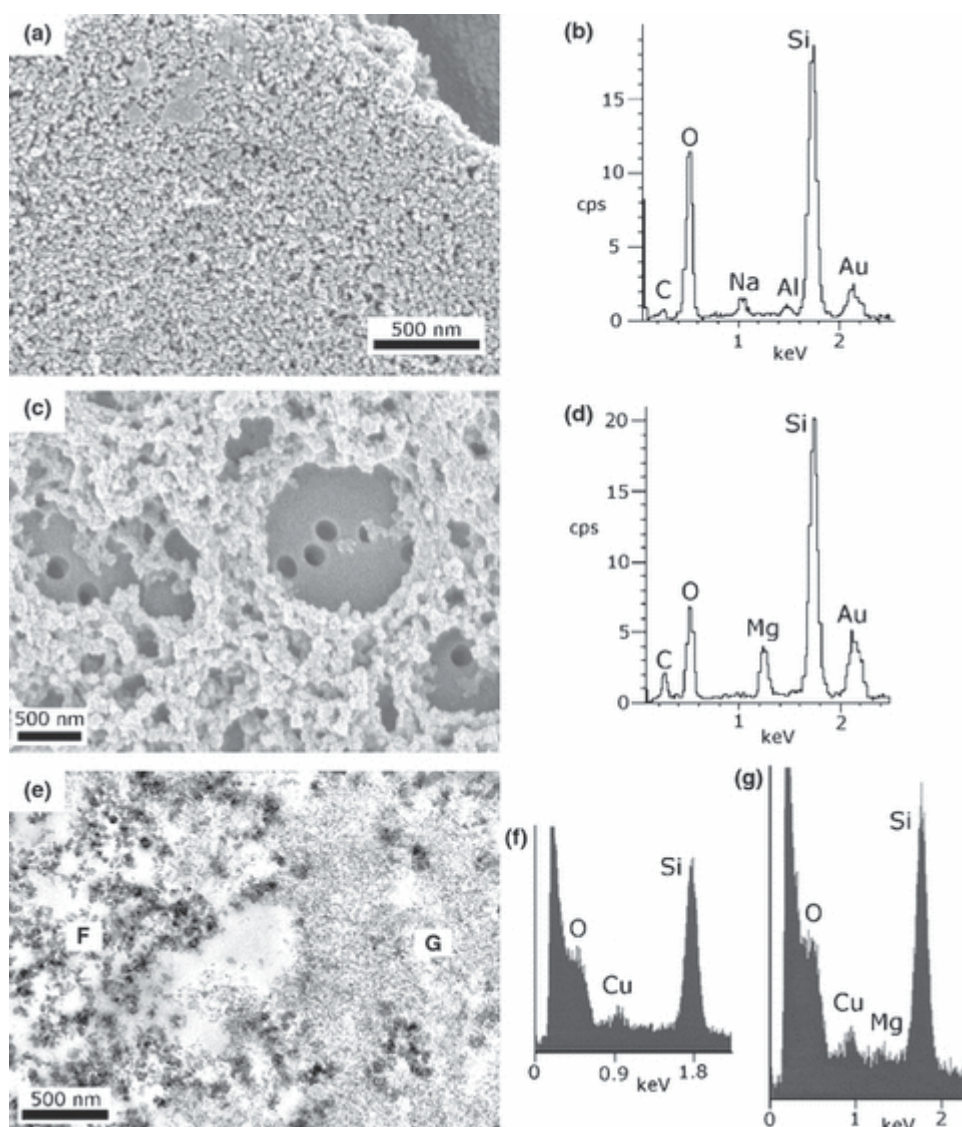 (a)
500 nm
(b)
Si
15
O
10
cps
5
C
Na
Al
Au
0
1
2
keV
(c)
500 nm
(d)
20
Si
15
cps
10
O
Mg
Au
5
C
0
1
2
keV
(e)
F
G
500 nm
(f)
Si
O
Cu
0
0.9
1.8
keV
(g)
Si
O
Cu
Mg
0
1
2
keV